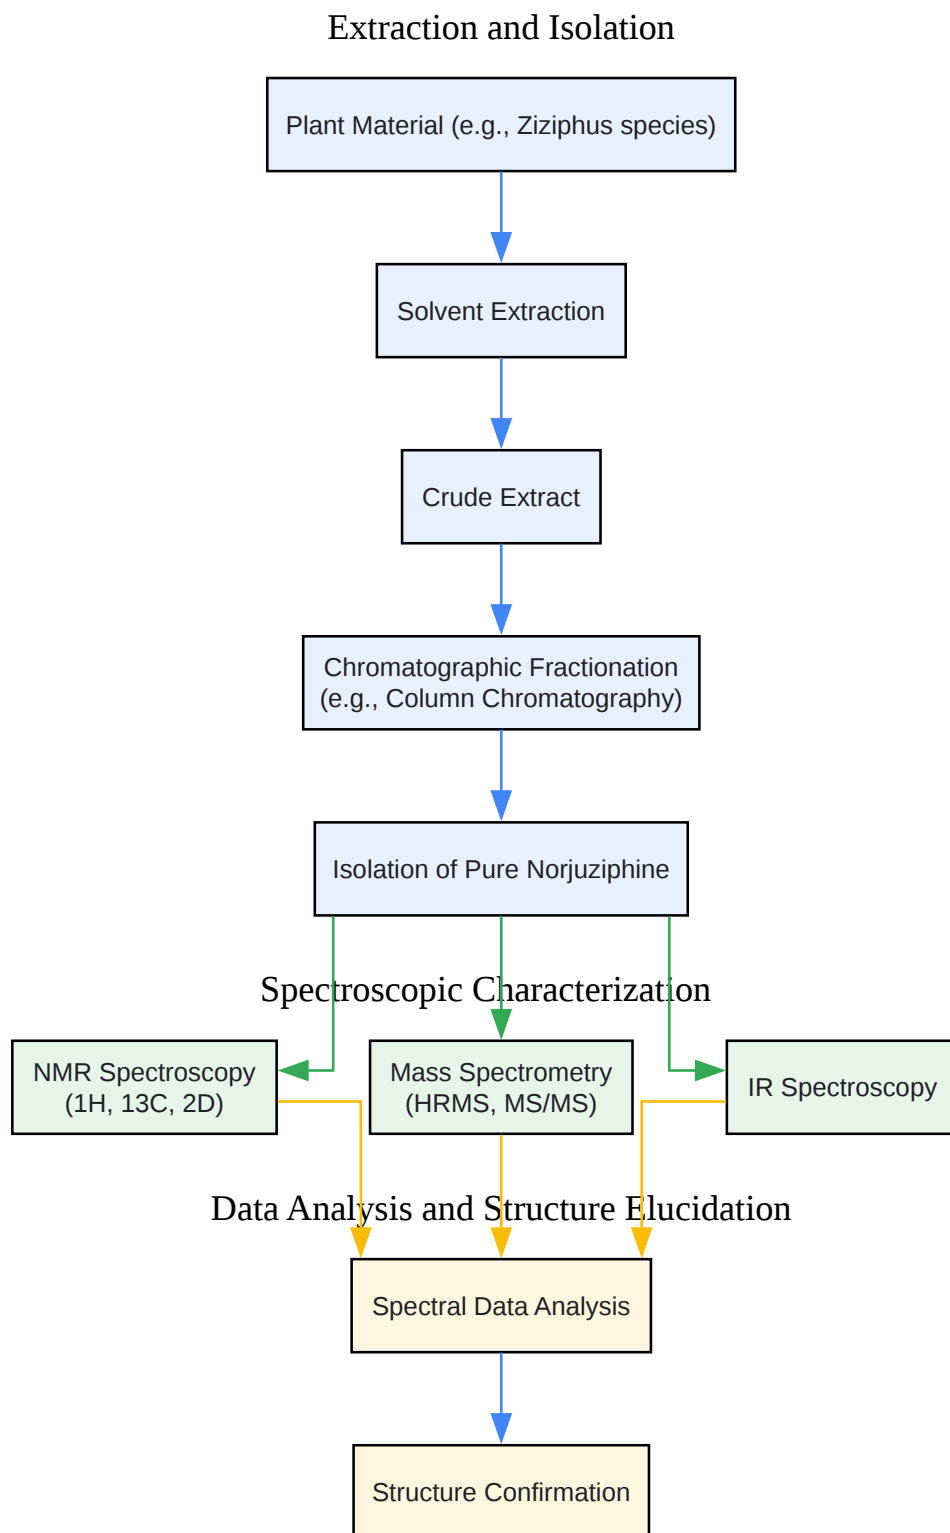 Extraction and Isolation
Plant Material (e.g., Ziziphus species)
Solvent Extraction
Crude Extract
Chromatographic Fractionation
(e.g., Column Chromatography)
Isolation of Pure Norjuziphine
Spectroscopic Characterization
NMR Spectroscopy
(1H, 13C, 2D)
Mass Spectrometry
(HRMS, MS/MS)
IR Spectroscopy
Data Analysis and Structure Elucidation
Spectral Data Analysis
Structure Confirmation